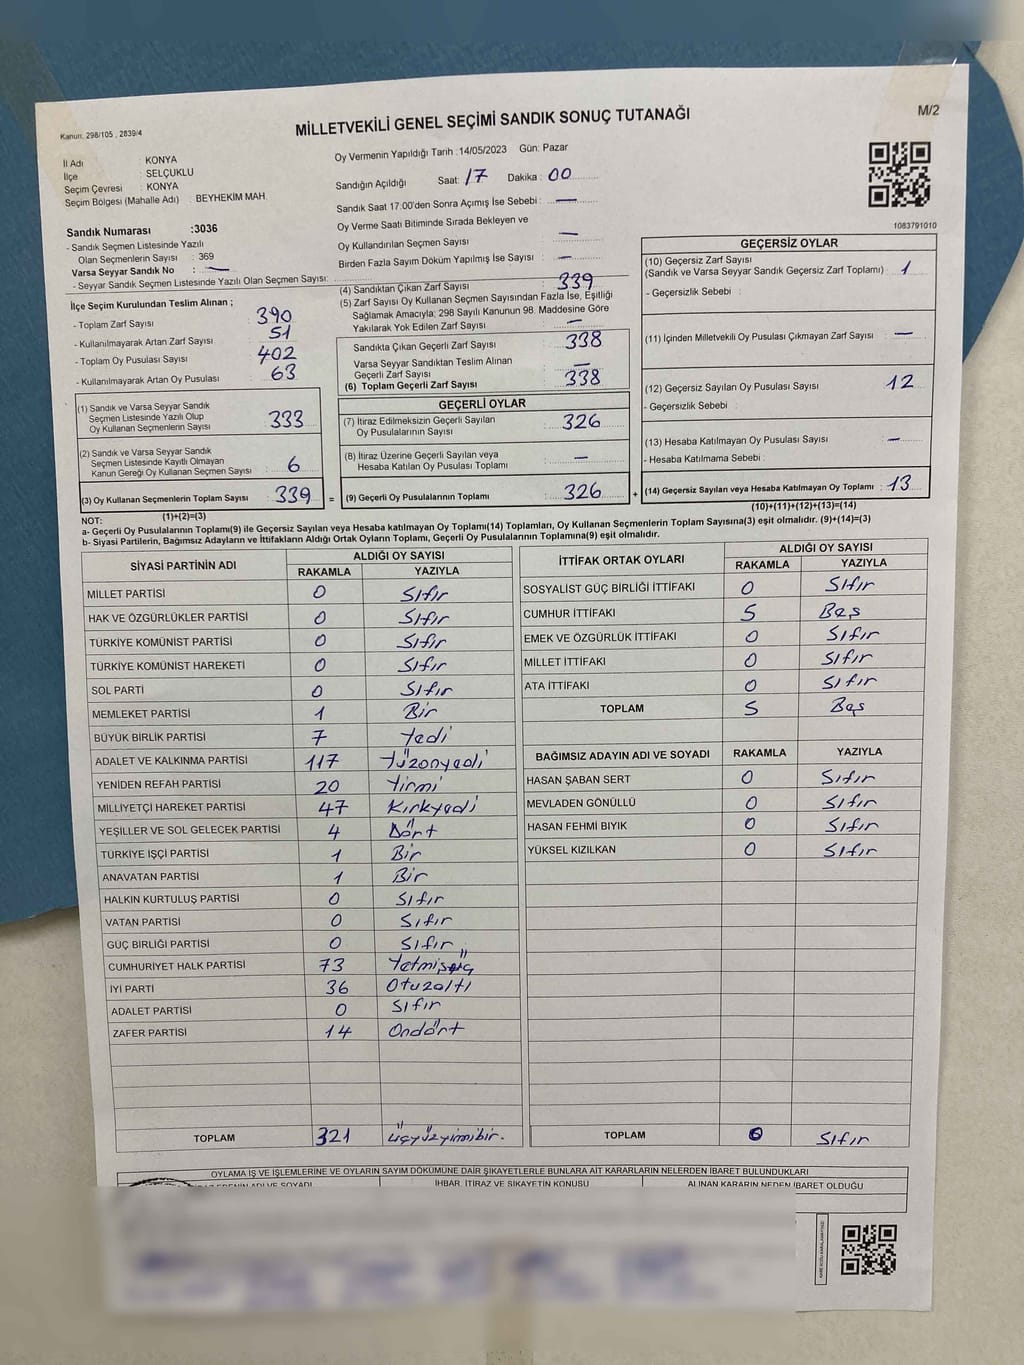 Kanun: 298/105 , 2839/4
MİLLETVEKİLİ GENEL SEÇİMİ SANDIK SONUÇ TUTANAĞI
M/2
İl Adı : KONYA
İlçe : SELÇUKLU
Seçim Çevresi : KONYA
Seçim Bölgesi (Mahalle Adı) : BEYHEKİM MAH.
Sandık Numarası :3036
- Sandık Seçmen Listesinde Yazılı
Olan Seçmenlerin Sayısı : 369
Varsa Seyyar Sandık No : —
- Seyyar Sandık Seçmen Listesinde Yazılı Olan Seçmen Sayısı:
Oy Vermenin Yapıldığı Tarih :14/05/2023 Gün: Pazar
Sandığın Açıldığı Saat: 17 Dakika : 00
Sandık Saat 17:00'den Sonra Açımış İse Sebebi : —
Oy Verme Saati Bitiminde Sırada Bekleyen ve
Oy Kullandırılan Seçmen Sayısı : —
Birden Fazla Sayım Döküm Yapılmış İse Sayısı : —
1083791010
İlçe Seçim Kurulundan Teslim Alınan ;
- Toplam Zarf Sayısı : 390
- Kullanılmayarak Artan Zarf Sayısı : 51
- Toplam Oy Pusulası Sayısı : 402
- Kullanılmayarak Artan Oy Pusulası : 63
(1) Sandık ve Varsa Seyyar Sandık
Seçmen Listesinde Yazılı Olup
Oy Kullanan Seçmenlerin Sayısı : 333
(2) Sandık ve Varsa Seyyar Sandık
Seçmen Listesinde Kayıtlı Olmayan
Kanun Gereği Oy Kullanan Seçmen Sayısı : 6
(3) Oy Kullanan Seçmenlerin Toplam Sayısı : 339
(1)+(2)=(3)
(4) Sandıktan Çıkan Zarf Sayısı : 339
(5) Zarf Sayısı Oy Kullanan Seçmen Sayısından Fazla İse, Eşitliği
Sağlamak Amacıyla; 298 Sayılı Kanunun 98. Maddesine Göre
Yakılarak Yok Edilen Zarf Sayısı : —
Sandıkta Çıkan Geçerli Zarf Sayısı : 338
Varsa Seyyar Sandıktan Teslim Alınan
Geçerli Zarf Sayısı : —
(6) Toplam Geçerli Zarf Sayısı : 338
GEÇERLİ OYLAR
(7) İtiraz Edilmeksizin Geçerli Sayılan
Oy Pusulalarının Sayısı : 326
(8) İtiraz Üzerine Geçerli Sayılan veya
Hesaba Katılan Oy Pusulası Toplamı : —
= (9) Geçerli Oy Pusulalarının Toplamı : 326 +
GEÇERSİZ OYLAR
(10) Geçersiz Zarf Sayısı
(Sandık ve Varsa Seyyar Sandık Geçersiz Zarf Toplamı) : 1
- Geçersizlik Sebebi :
(11) İçinden Milletvekili Oy Pusulası Çıkmayan Zarf Sayısı : —
(12) Geçersiz Sayılan Oy Pusulası Sayısı : 12
- Geçersizlik Sebebi :
(13) Hesaba Katılmayan Oy Pusulası Sayısı : —
- Hesaba Katılmama Sebebi :
(14) Geçersiz Sayılan veya Hesaba Katılmayan Oy Toplamı : 13
(10)+(11)+(12)+(13)=(14)
NOT:
a- Geçerli Oy Pusulalarının Toplamı(9) ile Geçersiz Sayılan veya Hesaba katılmayan Oy Toplamı(14) Toplamları, Oy Kullanan Seçmenlerin Toplam Sayısına(3) eşit olmalıdır. (9)+(14)=(3)
b- Siyasi Partilerin, Bağımsız Adayların ve İttifakların Aldığı Ortak Oyların Toplamı, Geçerli Oy Pusulalarının Toplamına(9) eşit olmalıdır.
SİYASİ PARTİNİN ADI ALDIĞI OY SAYISI
RAKAMLA YAZIYLA
MİLLET PARTİSİ 0 Sıfır
HAK VE ÖZGÜRLÜKLER PARTİSİ 0 Sıfır
TÜRKİYE KOMÜNİST PARTİSİ 0 Sıfır
TÜRKİYE KOMÜNİST HAREKETİ 0 Sıfır
SOL PARTİ 0 Sıfır
MEMLEKET PARTİSİ 1 Bir
BÜYÜK BİRLİK PARTİSİ 7 Yedi
ADALET VE KALKINMA PARTİSİ 117 Yüzonyedi
YENİDEN REFAH PARTİSİ 20 Yirmi
MİLLİYETÇİ HAREKET PARTİSİ 47 Kırkyedi
YEŞİLLER VE SOL GELECEK PARTİSİ 4 Dört
TÜRKİYE İŞÇİ PARTİSİ 1 Bir
ANAVATAN PARTİSİ 1 Bir
HALKIN KURTULUŞ PARTİSİ 0 Sıfır
VATAN PARTİSİ 0 Sıfır
GÜÇ BİRLİĞİ PARTİSİ 0 Sıfır
CUMHURİYET HALK PARTİSİ 73 Yetmişüç
İYİ PARTİ 36 Otuzaltı
ADALET PARTİSİ 0 Sıfır
ZAFER PARTİSİ 14 Ondört
TOPLAM 321 Üçyüzyirmibir.
İTTİFAK ORTAK OYLARI ALDIĞI OY SAYISI
RAKAMLA YAZIYLA
SOSYALİST GÜÇ BİRLİĞİ İTTİFAKI 0 Sıfır
CUMHUR İTTİFAKI 5 Beş
EMEK VE ÖZGÜRLÜK İTTİFAKI 0 Sıfır
MİLLET İTTİFAKI 0 Sıfır
ATA İTTİFAKI 0 Sıfır
TOPLAM 5 Beş
BAĞIMSIZ ADAYIN ADI VE SOYADI RAKAMLA YAZIYLA
HASAN ŞABAN SERT 0 Sıfır
MEVLADEN GÖNÜLLÜ 0 Sıfır
HASAN FEHMİ BIYIK 0 Sıfır
YÜKSEL KIZILKAN 0 Sıfır
TOPLAM 0 Sıfır
OYLAMA İŞ VE İŞLEMLERİNE VE OYLARIN SAYIM DÖKÜMÜNE DAİR ŞİKAYETLERLE BUNLARA AİT KARARLARIN NELERDEN İBARET BULUNDUKLARI
ADI VE SOYADI İHBAR, İTİRAZ VE ŞİKAYETİN KONUSU ALINAN KARARIN NEDEN İBARET OLDUĞU